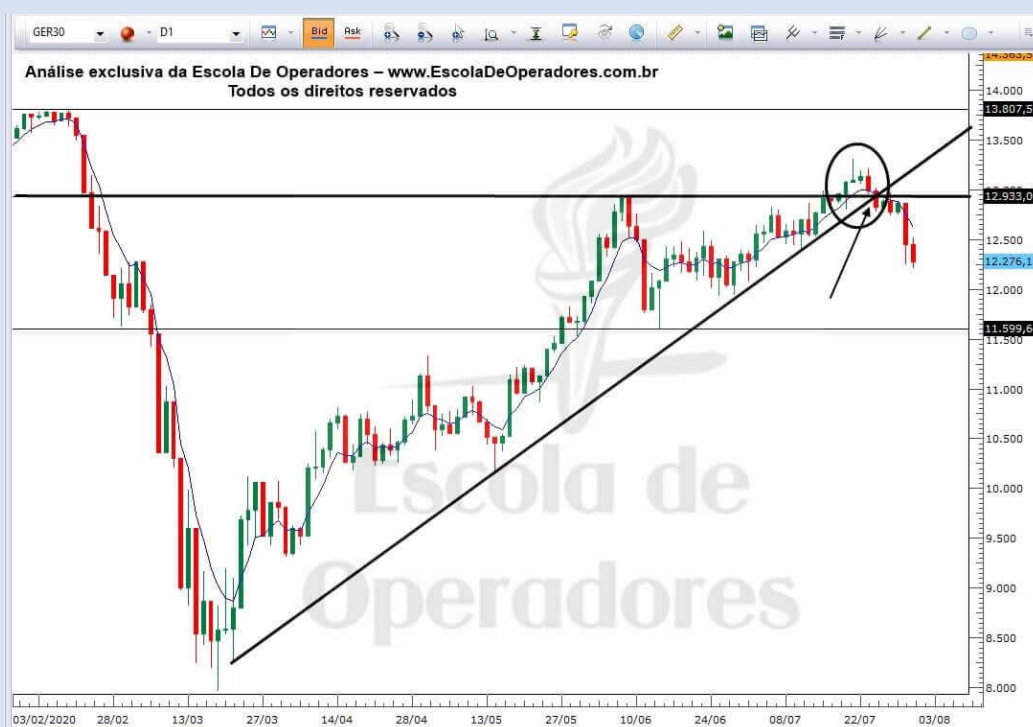 GER30
D1
Bid
Ask
Análise exclusiva da Escola De Operadores – www.EscolaDeOperadores.com.br
Todos os direitos reservados
14.000
13.807,5
13.500
12.933,0
12.500
12.276,1
12.000
11.599,6
11.500
11.000
10.500
10.000
9.500
9.000
8.500
8.000
Escola de
Operadores
03/02/2020 28/02 13/03 27/03 14/04 28/04 13/05 27/05 10/06 24/06 08/07 22/07 03/08